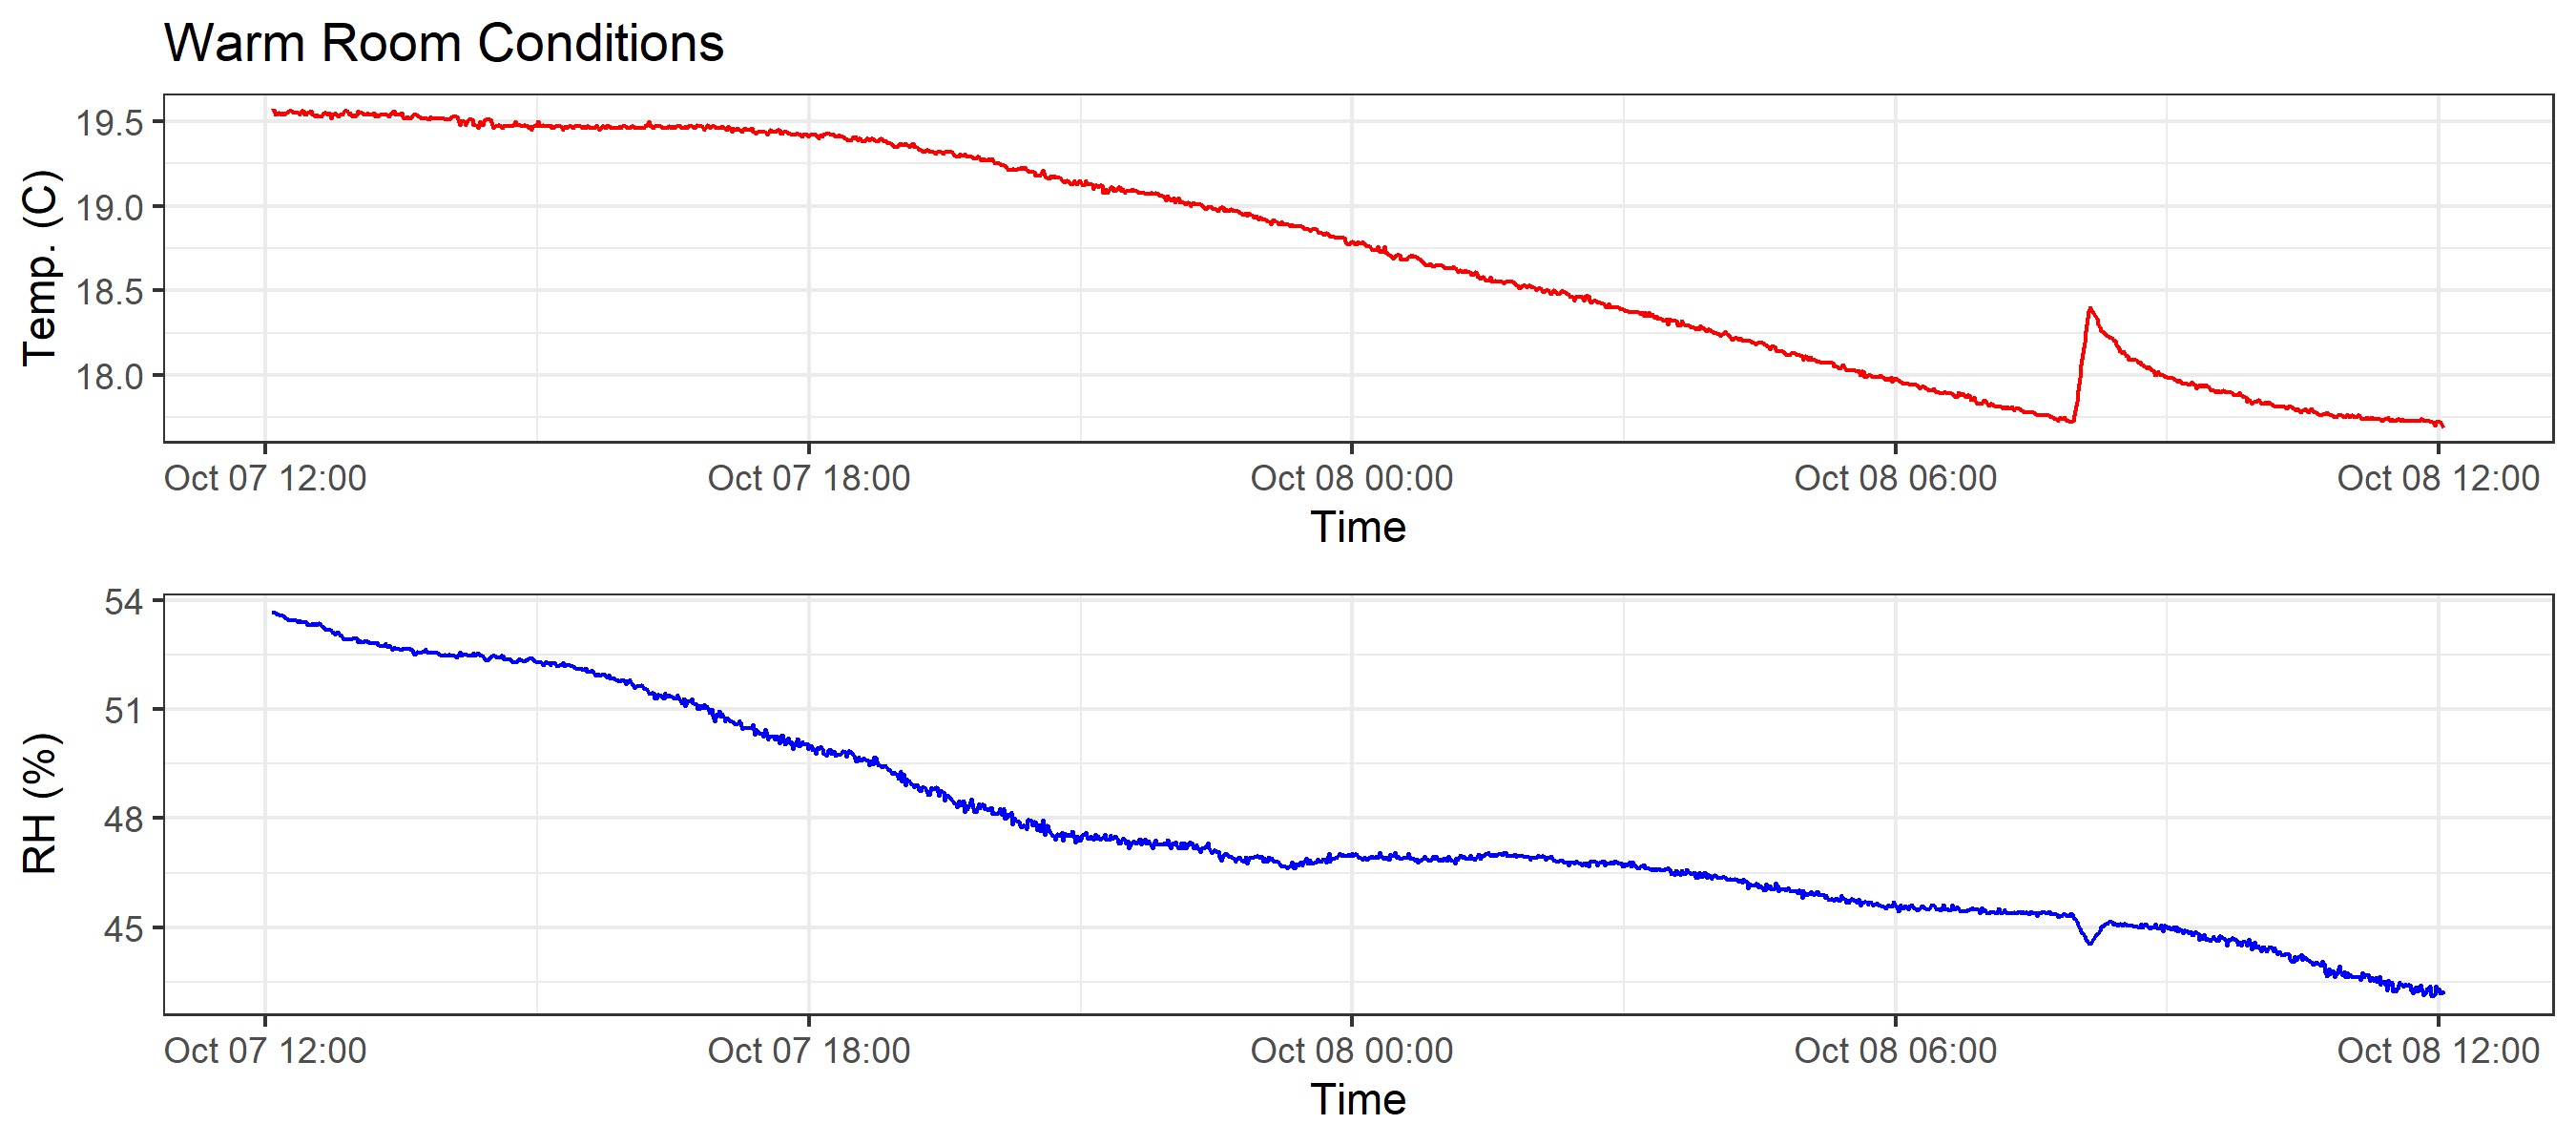 Warm Room Conditions
19.5
19.0
18.5
18.0
Temp. (C)
Oct 07 12:00 Oct 07 18:00 Oct 08 00:00 Oct 08 06:00 Oct 08 12:00
Time
54
51
48
45
RH (%)
Oct 07 12:00 Oct 07 18:00 Oct 08 00:00 Oct 08 06:00 Oct 08 12:00
Time